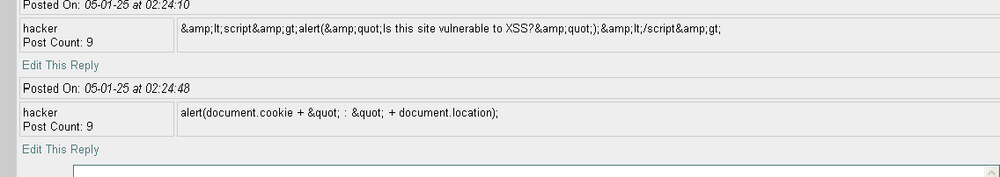 Posted On: 05-01-25 at 02:24:10
hacker
Post Count: 9
&amp;lt;script&amp;gt;alert(&amp;quot;Is this site vulnerable to XSS?&amp;quot;);&amp;lt;/script&amp;gt;
Edit This Reply
Posted On: 05-01-25 at 02:24:48
hacker
Post Count: 9
alert(document.cookie + &quot; : &quot; + document.location);
Edit This Reply